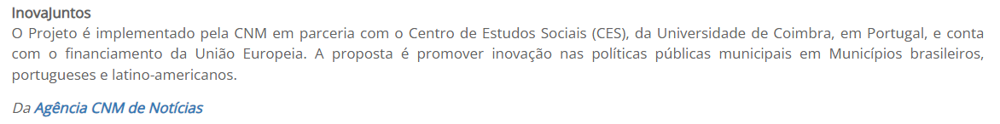 InovaJuntos
O Projeto é implementado pela CNM em parceria com o Centro de Estudos Sociais (CES), da Universidade de Coimbra, em Portugal, e conta
com o financiamento da União Europeia. A proposta é promover inovação nas políticas públicas municipais em Municípios brasileiros,
portugueses e latino-americanos.
Da Agência CNM de Notícias